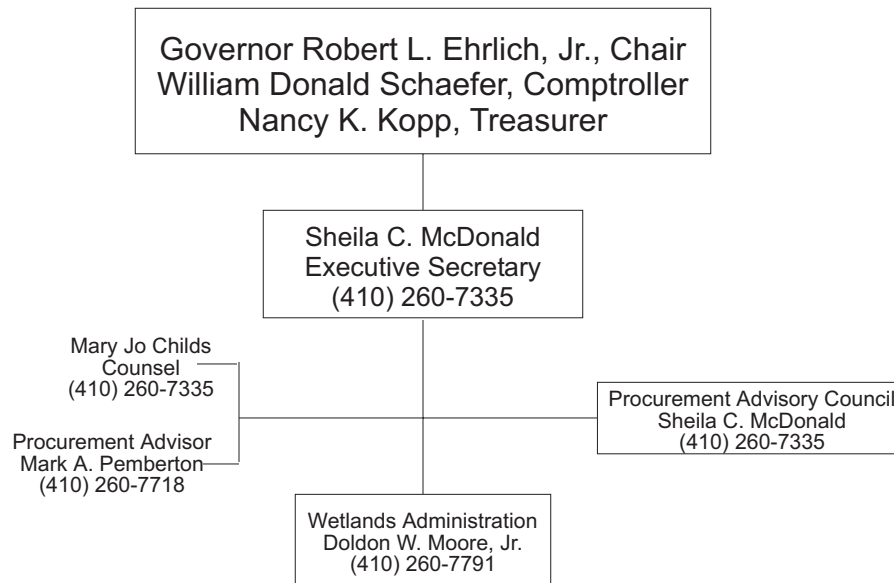 Governor Robert L. Ehrlich, Jr., Chair
William Donald Schaefer, Comptroller
Nancy K. Kopp, Treasurer
Sheila C. McDonald
Executive Secretary
(410) 260-7335
Mary Jo Childs
Counsel
(410) 260-7335
Procurement Advisor
Mark A. Pemberton
(410) 260-7718
Procurement Advisory Council
Sheila C. McDonald
(410) 260-7335
Wetlands Administration
Doldon W. Moore, Jr.
(410) 260-7791